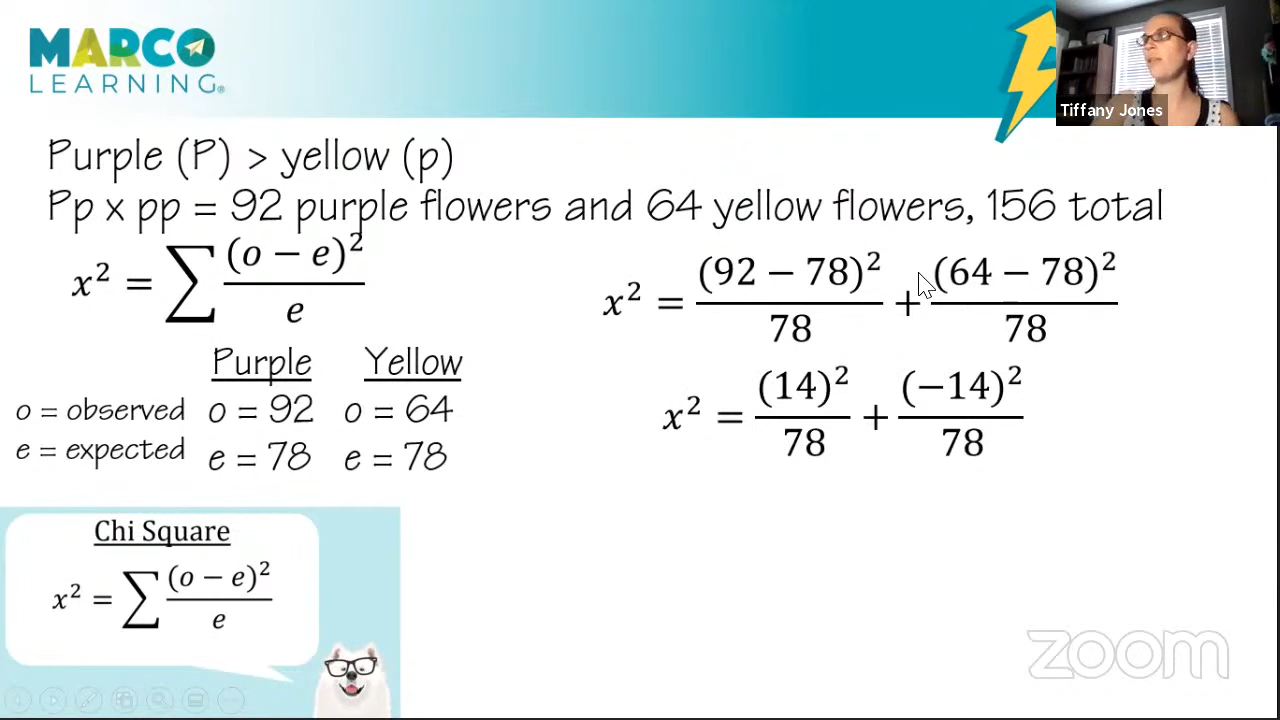 MARCO
LEARNING®
Tiffany Jones
Purple (P) > yellow (p)
Pp x pp = 92 purple flowers and 64 yellow flowers, 156 total
x² = ∑ (o − e)² / e
x² = (92 − 78)² / 78 + (64 − 78)² / 78
Purple Yellow
o = observed o = 92 o = 64
e = expected e = 78 e = 78
x² = (14)² / 78 + (−14)² / 78
Chi Square
x² = ∑ (o − e)² / e
zoom